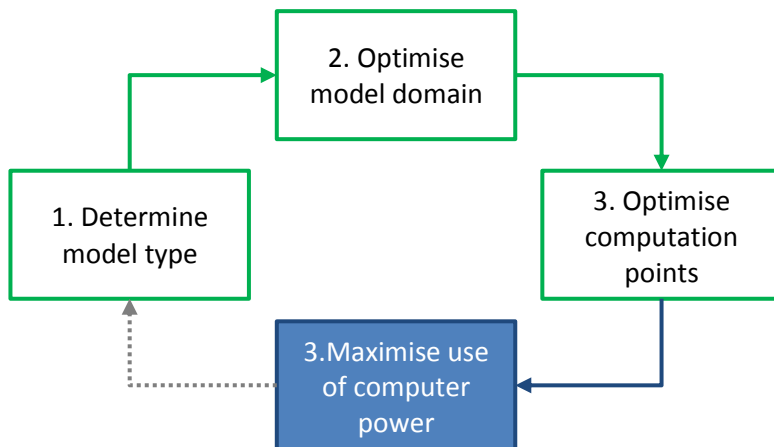 2. Optimise
model domain
1. Determine
model type
3. Optimise
computation
points
3.Maximise use
of computer
power